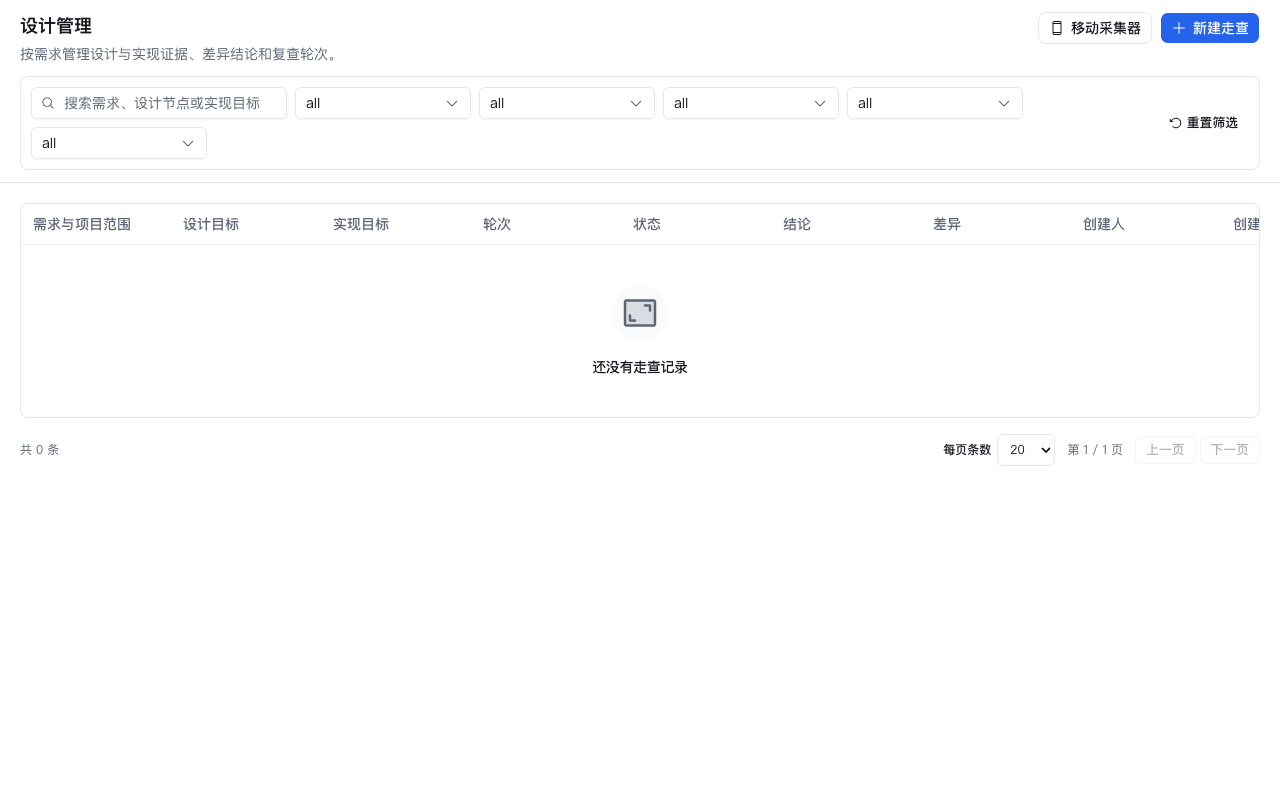 设计管理
按需求管理设计与实现证据、差异结论和复查轮次。
移动采集器
新建走查
搜索需求、设计节点或实现目标
all
all
all
all
all
重置筛选
需求与项目范围 设计目标 实现目标 轮次 状态 结论 差异 创建人 创建
还没有走查记录
共 0 条
每页条数 20 第 1 / 1 页 上一页 下一页